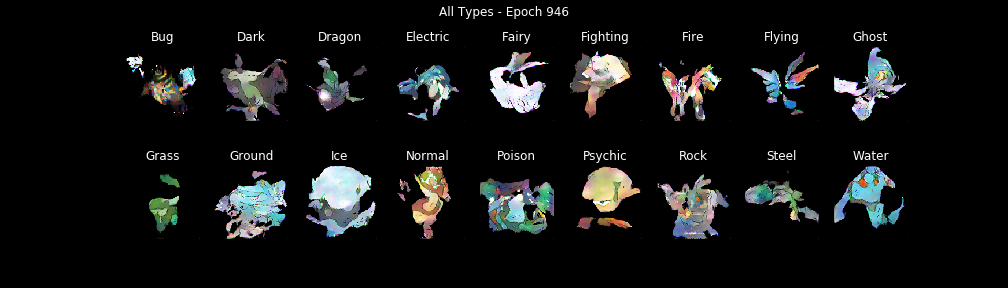 All Types - Epoch 946
Bug Dark Dragon Electric Fairy Fighting Fire Flying Ghost
Grass Ground Ice Normal Poison Psychic Rock Steel Water